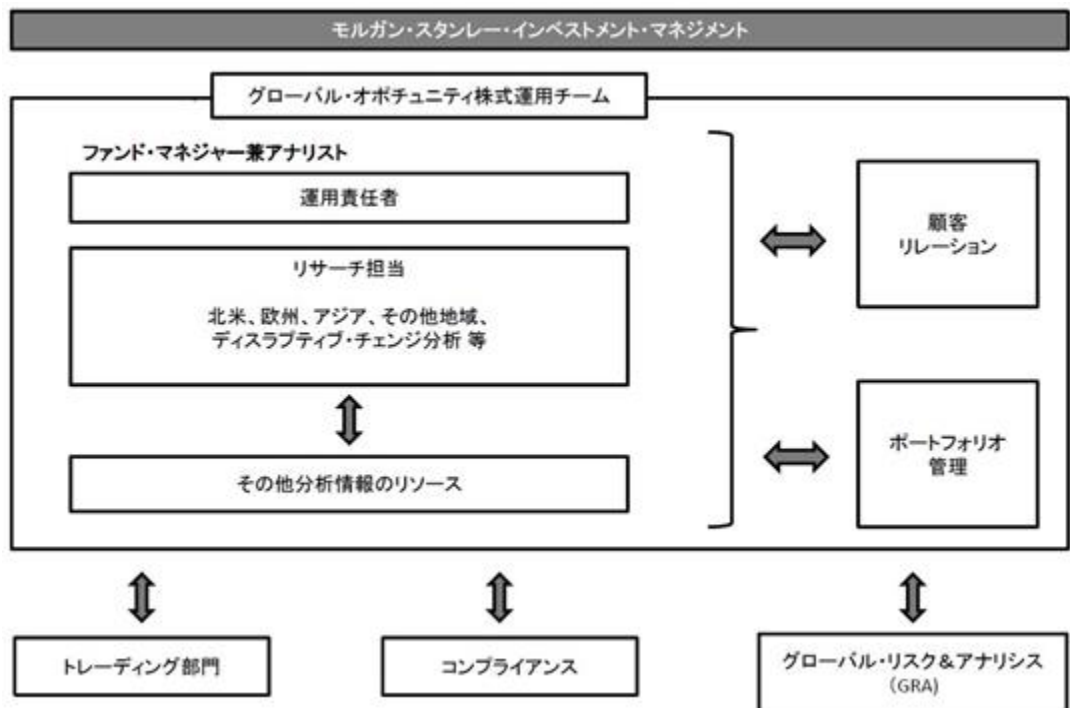 モルガン・スタンレー・インベストメント・マネジメント
グローバル・オポチュニティ株式運用チーム
ファンド・マネジャー兼アナリスト
運用責任者
リサーチ担当
北米、欧州、アジア、その他地域、
ディスラプティブ・チェンジ分析 等
その他分析情報のリソース
顧客
リレーション
ポートフォリオ
管理
トレーディング部門
コンプライアンス
グローバル・リスク&アナリシス
(GRA)